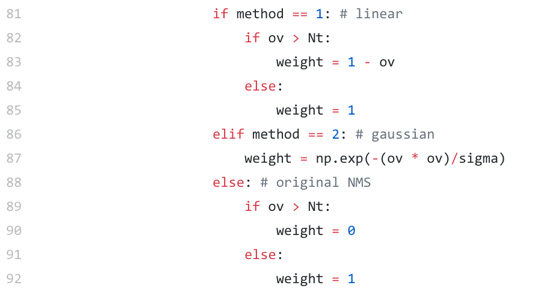 81 if method == 1: # linear
82 if ov > Nt:
83 weight = 1 - ov
84 else:
85 weight = 1
86 elif method == 2: # gaussian
87 weight = np.exp(-(ov * ov)/sigma)
88 else: # original NMS
89 if ov > Nt:
90 weight = 0
91 else:
92 weight = 1